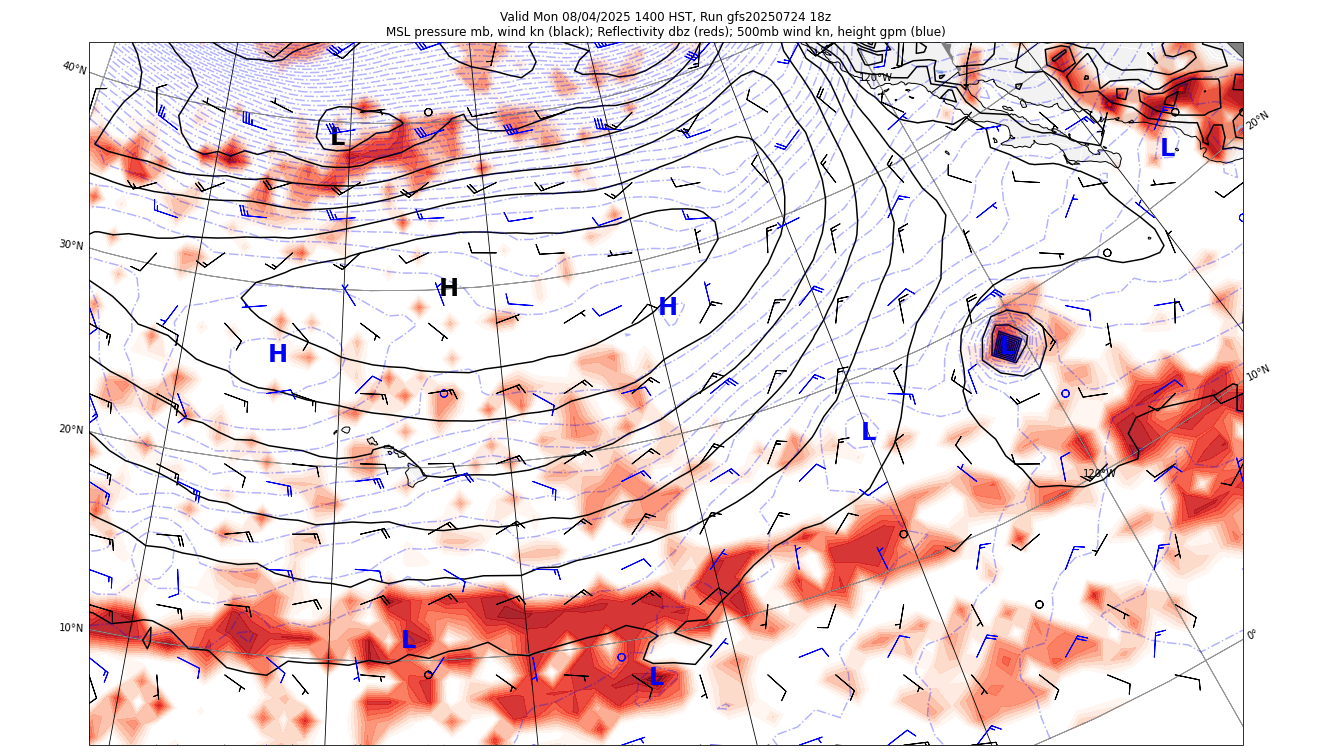 Valid Mon 08/04/2025 1400 HST, Run gfs20250724 18z
MSL pressure mb, wind kn (black); Reflectivity dbz (reds); 500mb wind kn, height gpm (blue)
40°N
120°W
20°N
L
L
30°N
H
H
H
L
10°N
20°N
L
120°W
10°N
L
0°
L